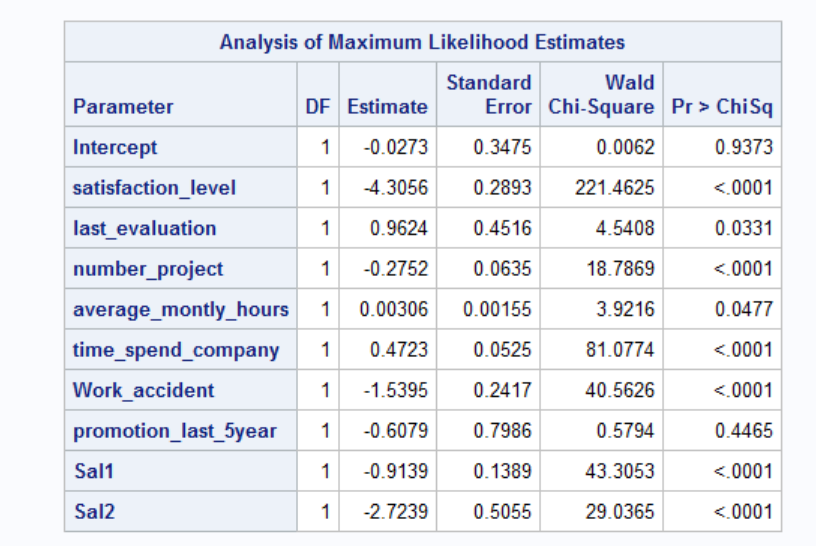 Analysis of Maximum Likelihood Estimates
Parameter DF Estimate Standard Error Wald Chi-Square Pr > ChiSq
Intercept 1 -0.0273 0.3475 0.0062 0.9373
satisfaction_level 1 -4.3056 0.2893 221.4625 <.0001
last_evaluation 1 0.9624 0.4516 4.5408 0.0331
number_project 1 -0.2752 0.0635 18.7869 <.0001
average_montly_hours 1 0.00306 0.00155 3.9216 0.0477
time_spend_company 1 0.4723 0.0525 81.0774 <.0001
Work_accident 1 -1.5395 0.2417 40.5626 <.0001
promotion_last_5year 1 -0.6079 0.7986 0.5794 0.4465
Sal1 1 -0.9139 0.1389 43.3053 <.0001
Sal2 1 -2.7239 0.5055 29.0365 <.0001